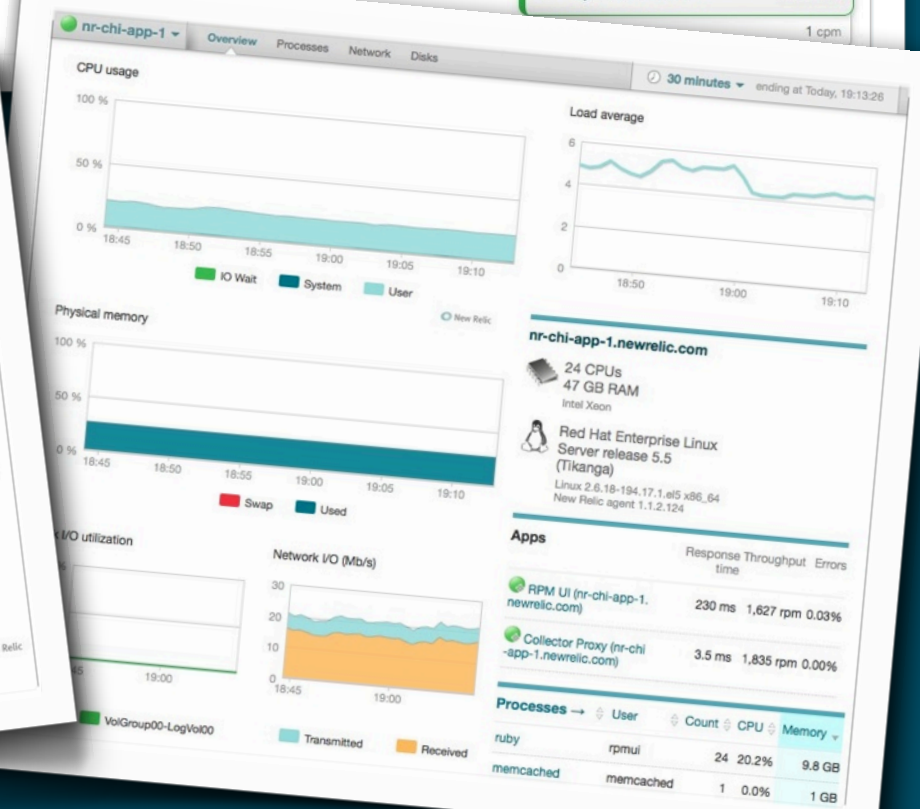 1 cpm
nr-chi-app-1
Overview Processes Network Disks
30 minutes ending at Today, 19:13:26
CPU usage
100 %
50 %
0 %
18:45 18:50 18:55 19:00 19:05 19:10
IO Wait System User
Load average
6
4
2
0
18:50 19:00 19:10
Physical memory
New Relic
100 %
50 %
0 %
18:45 18:50 18:55 19:00 19:05 19:10
Swap Used
nr-chi-app-1.newrelic.com
24 CPUs
47 GB RAM
Intel Xeon
Red Hat Enterprise Linux
Server release 5.5
(Tikanga)
Linux 2.6.18-194.17.1.el5 x86_64
New Relic agent 1.1.2.124
I/O utilization
%
45 19:00
VolGroup00-LogVol00
Network I/O (Mb/s)
30
20
10
0
18:45 19:00
Transmitted Received
Relic
Apps
Response Throughput Errors
time
RPM UI (nr-chi-app-1. 230 ms 1,627 rpm 0.03%
newrelic.com)
Collector Proxy (nr-chi 3.5 ms 1,835 rpm 0.00%
-app-1.newrelic.com)
Processes → User Count CPU Memory
ruby rpmui 24 20.2% 9.8 GB
memcached memcached 1 0.0% 1 GB